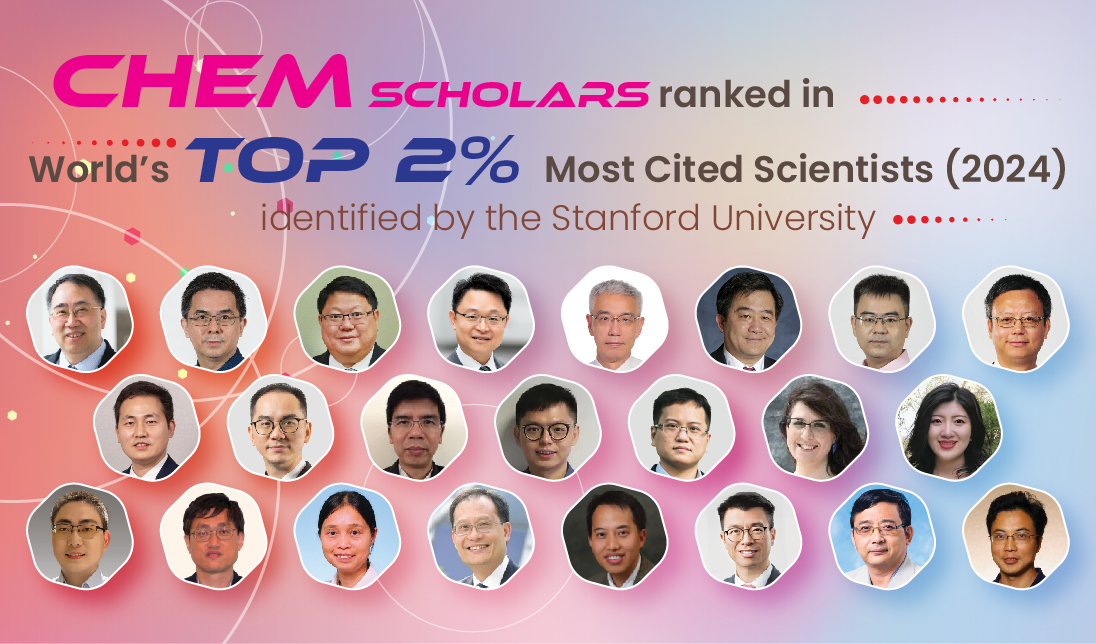 CHEM SCHOLARS ranked in
World's TOP 2% Most Cited Scientists (2024)
identified by the Stanford University